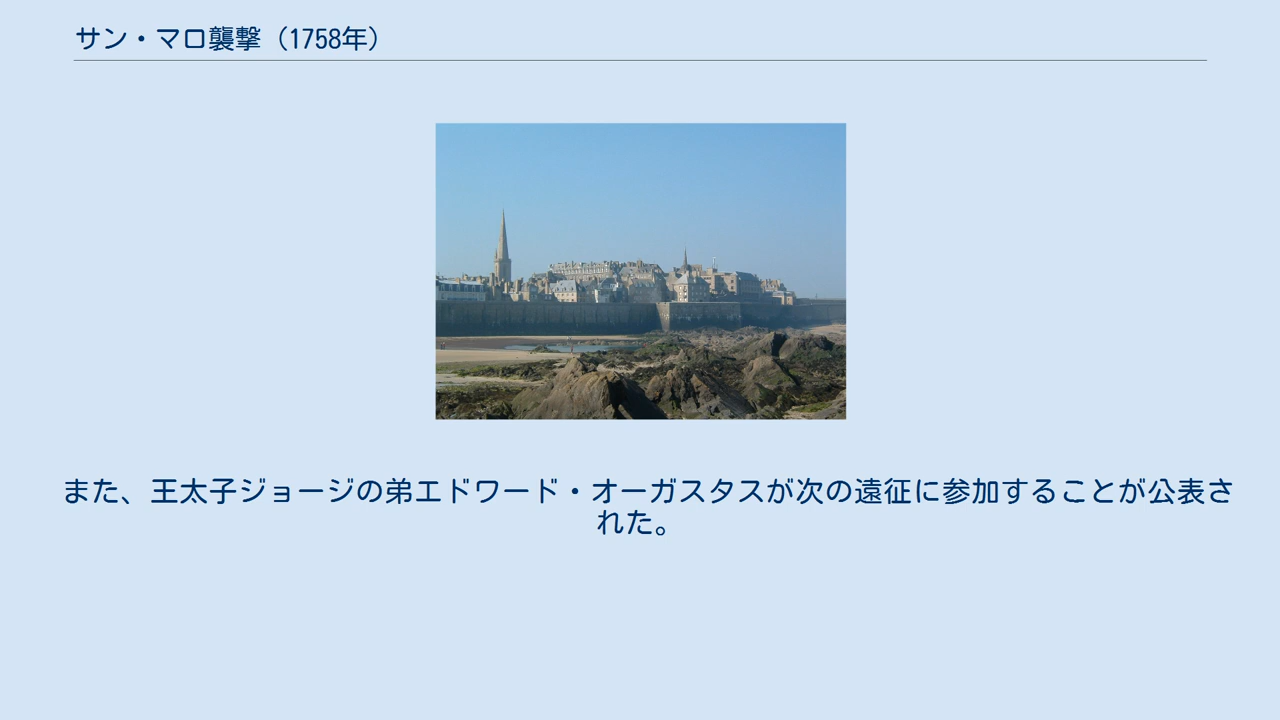 サン・マロ襲撃（1758年）
また、王太子ジョージの弟エドワード・オーガスタスが次の遠征に参加することが公表さ
れた。